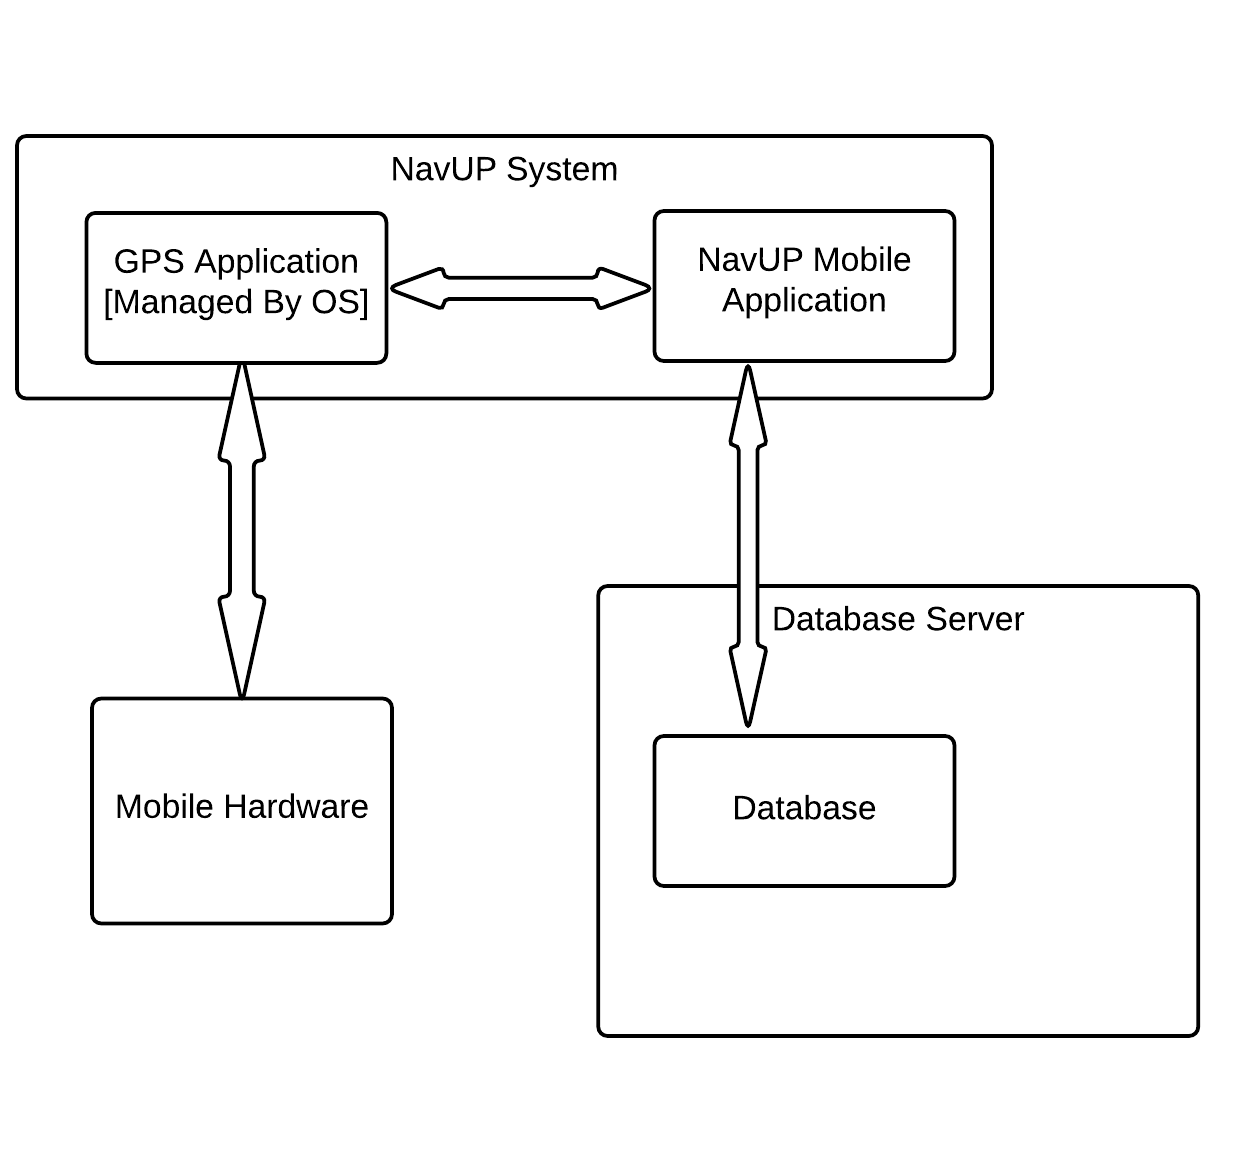 NavUP System
GPS Application
[Managed By OS]
NavUP Mobile
Application
Database Server
Mobile Hardware
Database